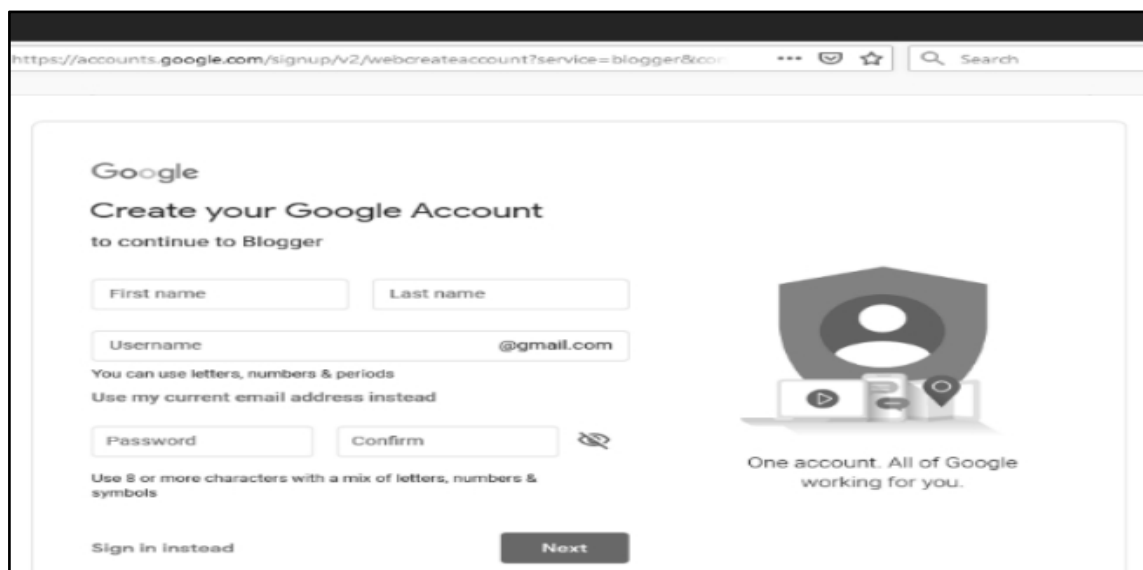 https://accounts.google.com/signup/v2/webcreateaccount?service=blogger&con
Search
Google
Create your Google Account
to continue to Blogger
First name Last name
Username @gmail.com
You can use letters, numbers & periods
Use my current email address instead
Password Confirm
Use 8 or more characters with a mix of letters, numbers &
symbols
One account. All of Google
working for you.
Sign in instead Next